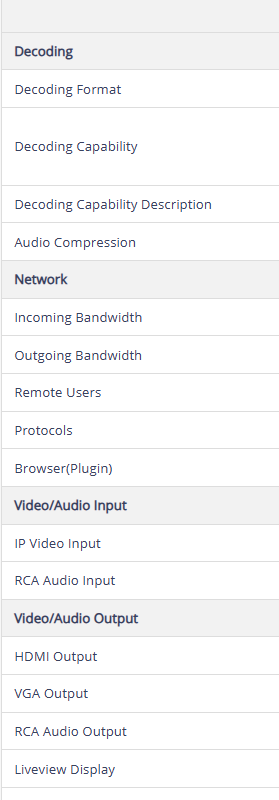 Decoding
Decoding Format
Decoding Capability
Decoding Capability Description
Audio Compression
Network
Incoming Bandwidth
Outgoing Bandwidth
Remote Users
Protocols
Browser(Plugin)
Video/Audio Input
IP Video Input
RCA Audio Input
Video/Audio Output
HDMI Output
VGA Output
RCA Audio Output
Liveview Display